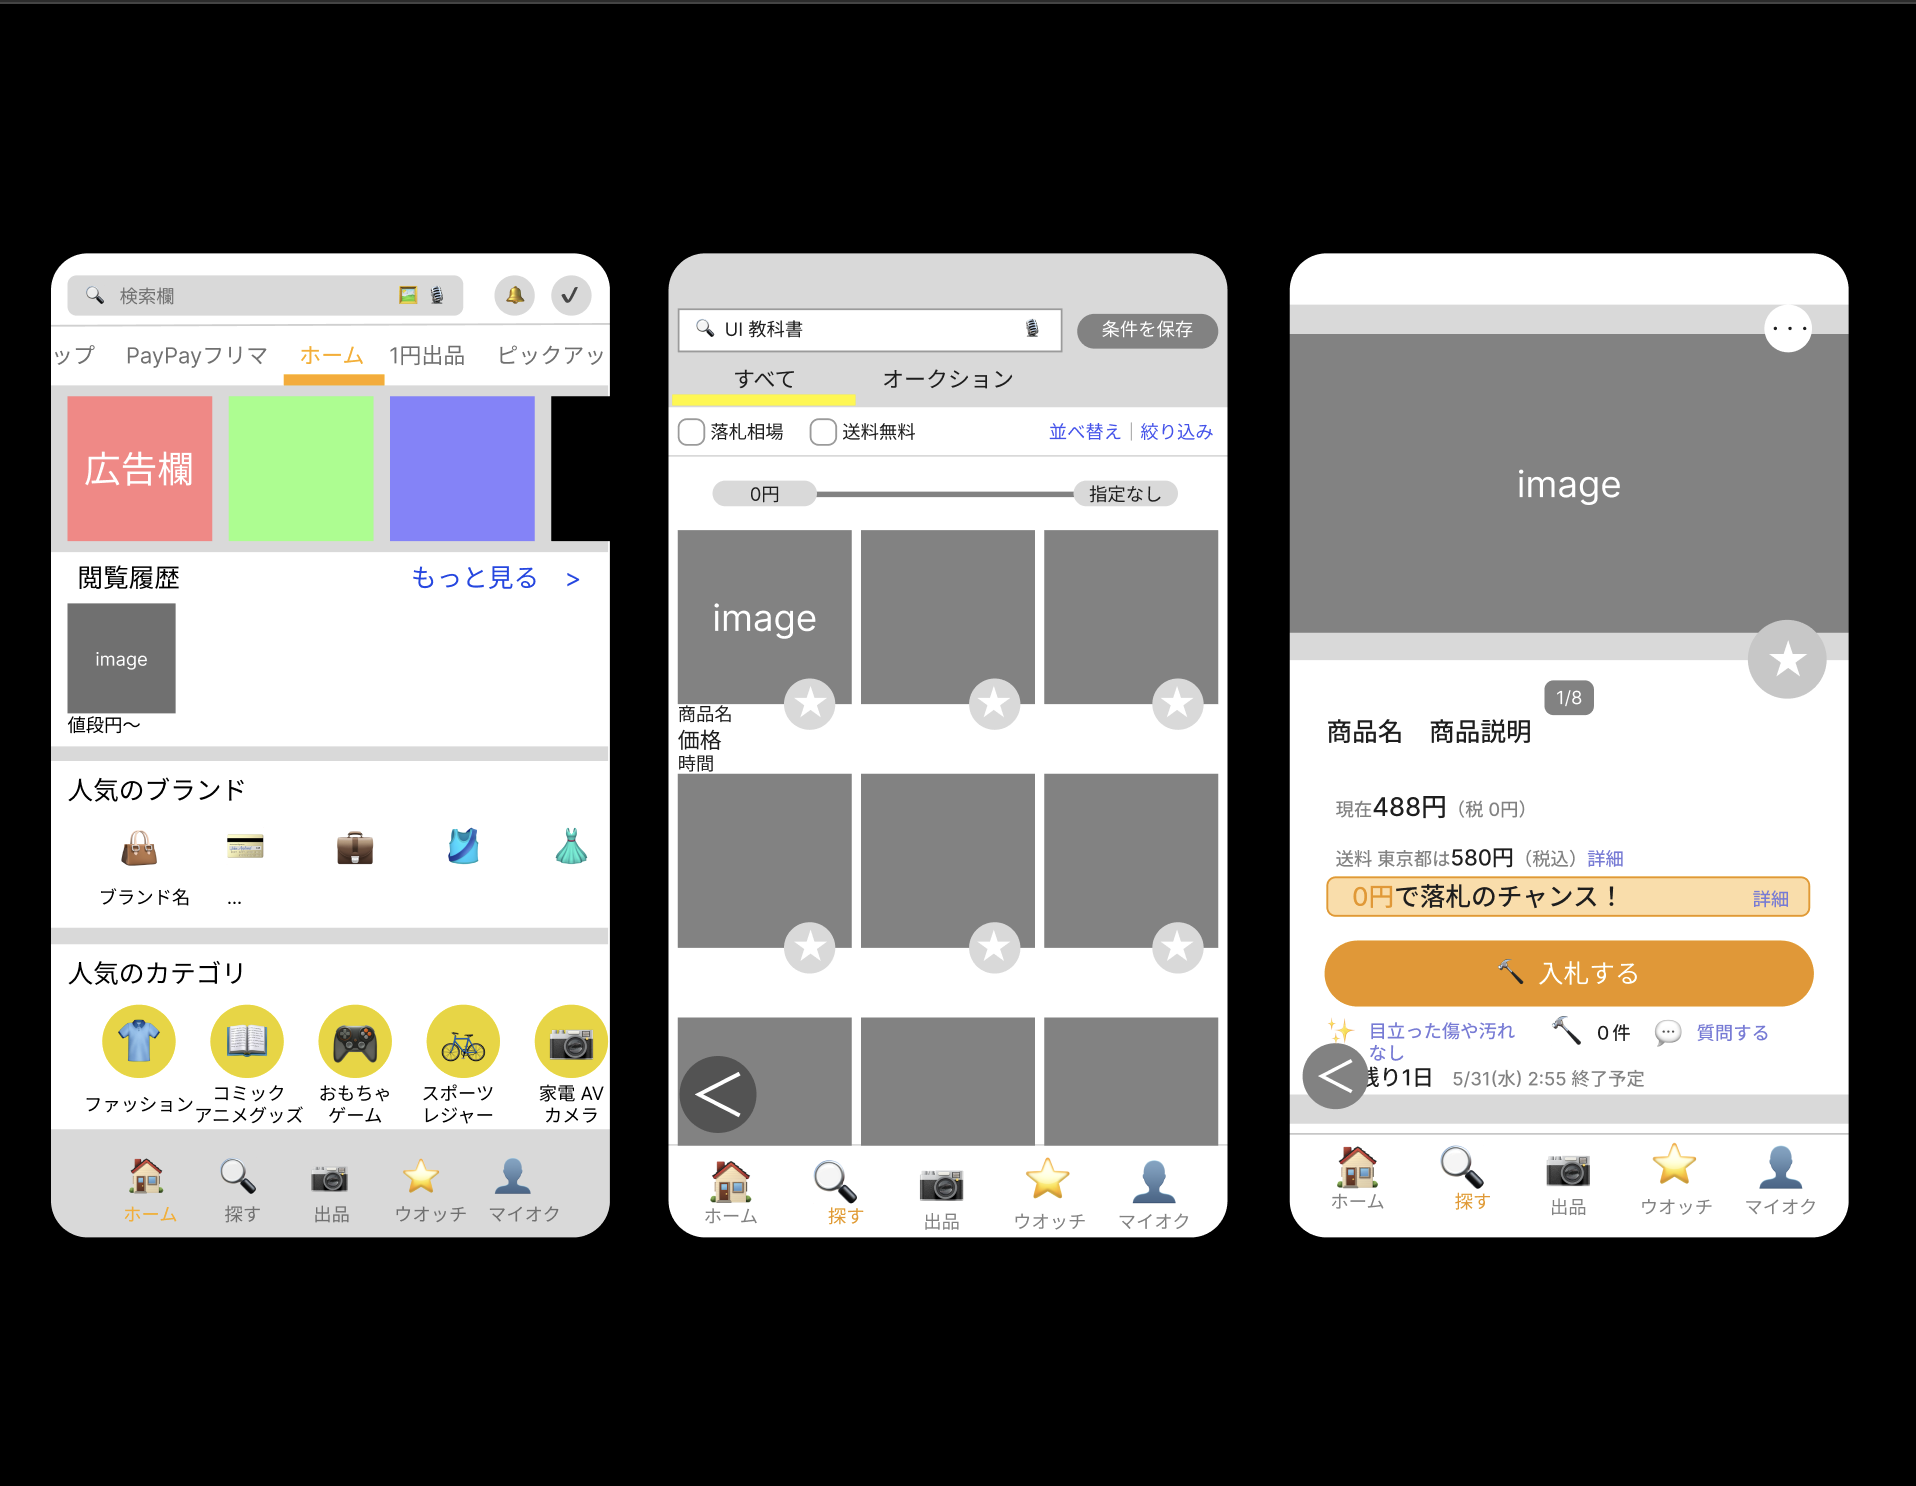 検索欄
ップ PayPayフリマ ホーム 1円出品 ピックアッ
広告欄
閲覧履歴 もっと見る >
image
値段円〜
人気のブランド
ブランド名 ...
人気のカテゴリ
ファッション
コミック
アニメグッズ
おもちゃ
ゲーム
スポーツ
レジャー
家電 AV
カメラ
ホーム 探す 出品 ウオッチ マイオク
UI 教科書 条件を保存
すべて オークション
落札相場 送料無料 並べ替え | 絞り込み
0円 指定なし
image
商品名
価格
時間
ホーム 探す 出品 ウオッチ マイオク
image
1/8
商品名 商品説明
現在488円（税 0円）
送料 東京都は580円（税込）詳細
0円で落札のチャンス！ 詳細
入札する
目立った傷や汚れ
なし
0件 質問する
残り1日 5/31(水) 2:55 終了予定
ホーム 探す 出品 ウオッチ マイオク